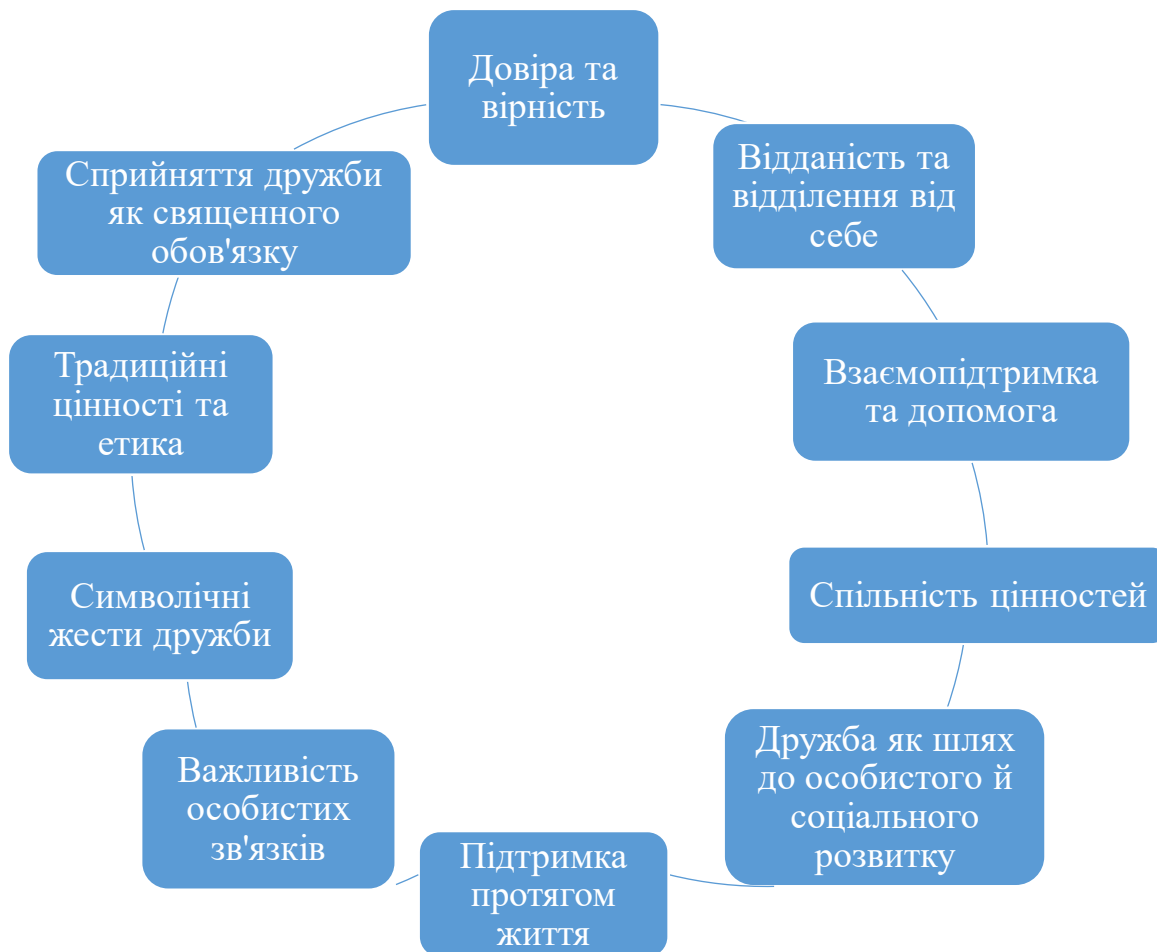 Довіра та
вірність
Відданість та
відділення від
себе
Взаємопідтримка
та допомога
Спільність цінностей
Дружба як шлях
до особистого й
соціального
розвитку
Підтримка
протягом
життя
Важливість
особистих
зв'язків
Символічні
жести дружби
Традиційні
цінності та
етика
Сприйняття дружби
як священного
обов'язку